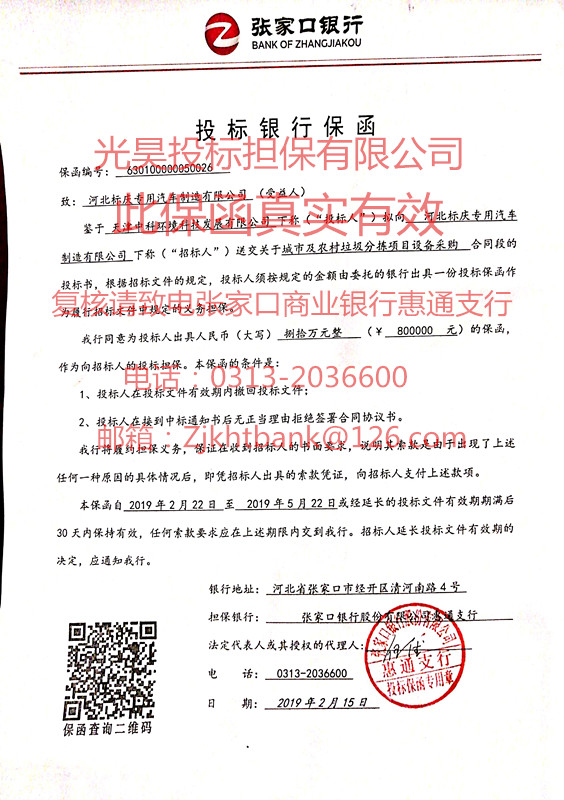 张家口银行
BANK OF ZHANGJIAKOU
投标银行保函
光昊投标担保有限公司
保函编号：630100000050026
致：河北标庆专用汽车制造有限公司（受益人）
此保函真实有效
鉴于 天津中科环境科技发展有限公司 下称（“投标人”）拟向 河北标庆专用汽车
制造有限公司 下称（“招标人”）送交关于 城市及农村垃圾分拣项目设备采购 合同段的
投标书，根据招标文件的规定，投标人须按规定的金额由委托的银行出具一份投标保函作
复核请致电张家口商业银行惠通支行
为履行招标文件中规定的义务担保。
我行同意为投标人出具人民币（大写） 捌拾万元整 （￥ 800000 元）的保函，
作为向招标人的投标担保。本保函的条件是：
电话：0313-2036600
1、投标人在投标文件有效期内撤回投标文件；
2、投标人在接到中标通知书后无正当理由拒绝签署合同协议书。
邮箱：Zjkhtbank@126.com
我行将履约担保义务，保证在收到招标人的书面要求，说明其索款是由于出现了上述
任何一种原因的具体情况后，即凭招标人出具的索款凭证，向招标人支付上述款项。
本保函自 2019年2月22日 至 2019年5月22日 或经延长的投标文件有效期期满后
30天内保持有效，任何索款要求应在上述期限内交到我行。招标人延长投标文件有效期的
决定，应通知我行。
银行地址：河北省张家口市经开区清河南路4号
担保银行：张家口银行股份有限公司惠通支行
法定代表人或其授权的代理人：
电 话：0313-2036600
日 期：2019年2月15日
张家口银行股份有限公司
惠通支行
投标保函专用章
保函查询二维码